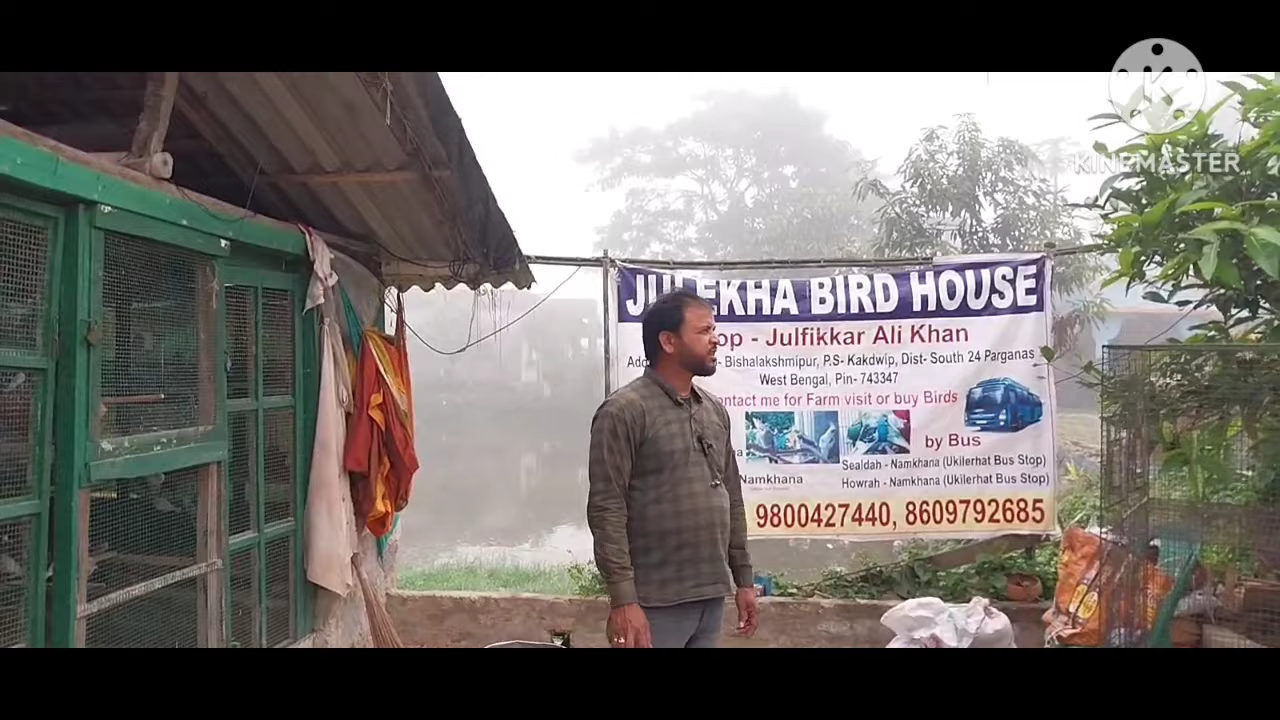 KINEMASTER
BIRD HOUSE
- Julfikkar Ali Khan
- Bishalakshmipur, P.S- Kakdwip, Dist- South 24 Parganas
West Bengal, Pin- 743347
me for Farm visit or buy Birds
by Bus
Namkhana
Sealdah - Namkhana (Ukilerhat Bus Stop)
Howrah - Namkhana (Ukilerhat Bus Stop)
9800427440, 8609792685